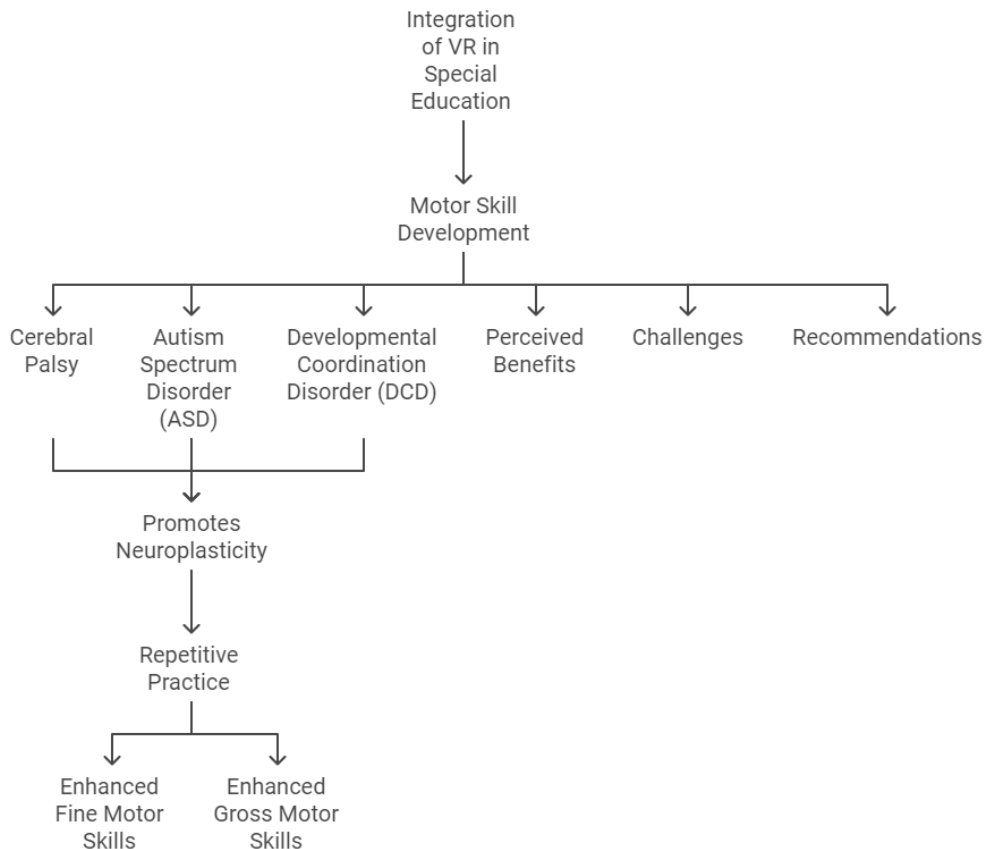 Integration
of VR in
Special
Education
Motor Skill
Development
Cerebral
Palsy
Autism
Spectrum
Disorder
(ASD)
Developmental
Coordination
Disorder (DCD)
Perceived
Benefits
Challenges
Recommendations
Promotes
Neuroplasticity
Repetitive
Practice
Enhanced
Fine Motor
Skills
Enhanced
Gross Motor
Skills